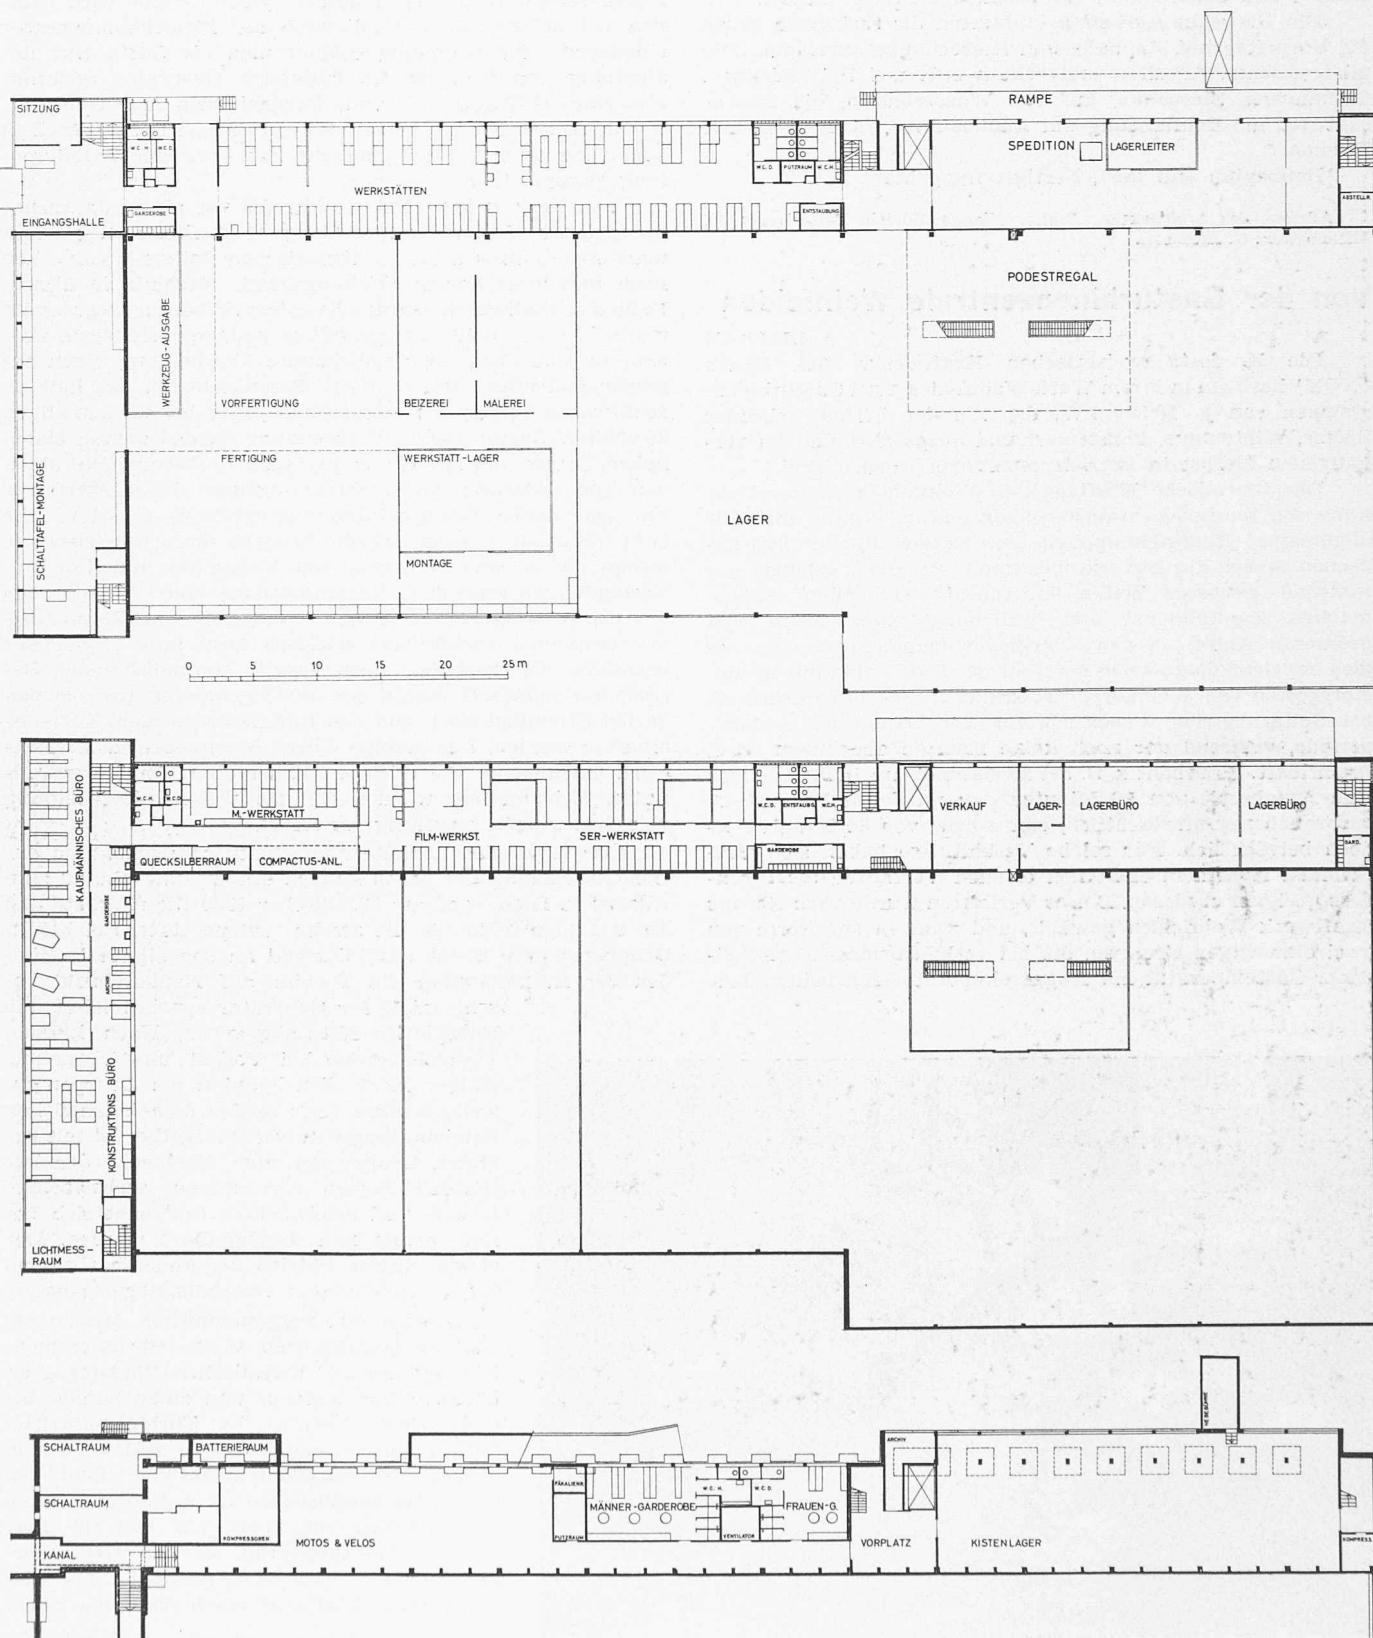 SITZUNG
RAMPE
SPEDITION
LAGERLEITER
W.C.H.
W.C.D.
W.C.D.
PUTZRAUM
W.C.H.
WERKSTÄTTEN
ABSTELLR.
EINGANGSHALLE
GARDEROBE
ENTSTAUBUNG
PODESTREGAL
WERKZEUG-AUSGABE
VORFERTIGUNG
BEIZEREI
MALEREI
FERTIGUNG
WERKSTATT-LAGER
SCHALTTAFEL-MONTAGE
LAGER
MONTAGE
0 5 10 15 20 25 m
KAUFMÄNNISCHES BÜRO
W.C.H.
W.C.D.
M.-WERKSTATT
FILM-WERKST.
SER-WERKSTATT
W.C.D.
ENTSTAUBG.
W.C.H.
VERKAUF
LAGER-
LAGERBÜRO
LAGERBÜRO
QUECKSILBERRAUM
COMPACTUS-ANL.
GARDEROBE
GARD.
GARDEROBE
ARCHIV
KONSTRUKTIONS BÜRO
LICHTMESS-
RAUM
HEBEBÜHNE
SCHALTRAUM
BATTERIERAUM
ARCHIV
FÄKALIENR.
SCHALTRAUM
MÄNNER-GARDEROBE
W.C.H.
W.C.D.
FRAUEN-G.
KOMPRESSOREN
PUTZRAUM
VENTILATOR
MOTOS & VELOS
VORPLATZ
KISTENLAGER
KOMPRESS.
KANAL